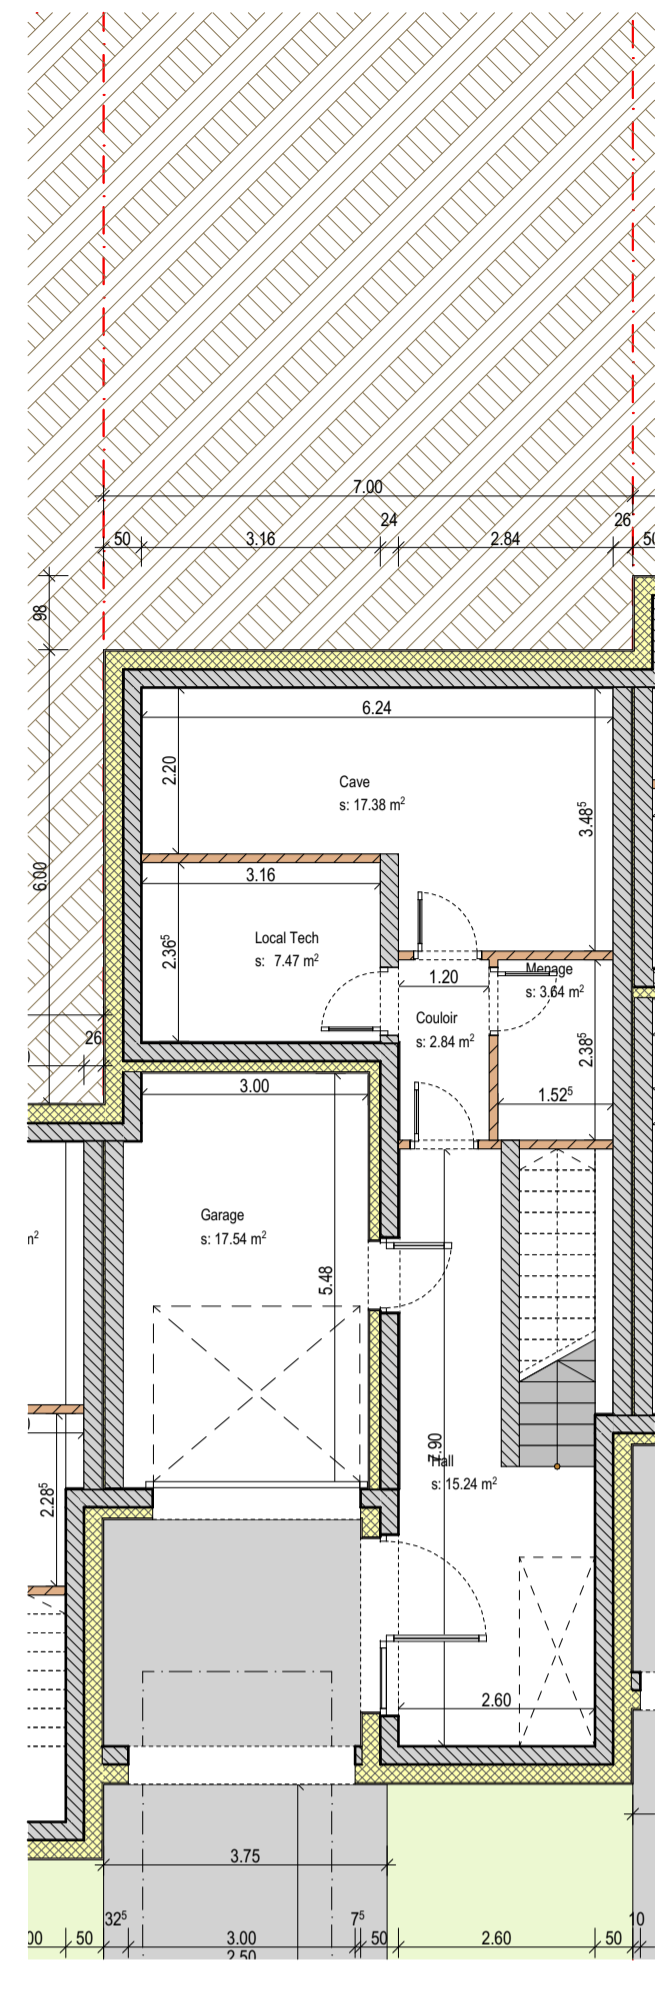 7.00
50
3.16
24
2.84
26
50
98
6.24
2.20
Cave
s: 17.38 m²
3.48⁵
6.00
3.16
Local Tech
s: 7.47 m²
2.36⁵
1.20
Menage
s: 3.64 m²
Couloir
s: 2.84 m²
2.38⁵
26
3.00
1.52⁵
Garage
s: 17.54 m²
m²
5.48
7.90
Hall
s: 15.24 m²
2.28⁵
2.60
3.75
32⁵
7⁵
10
00
50
3.00
50
2.60
50
2.50